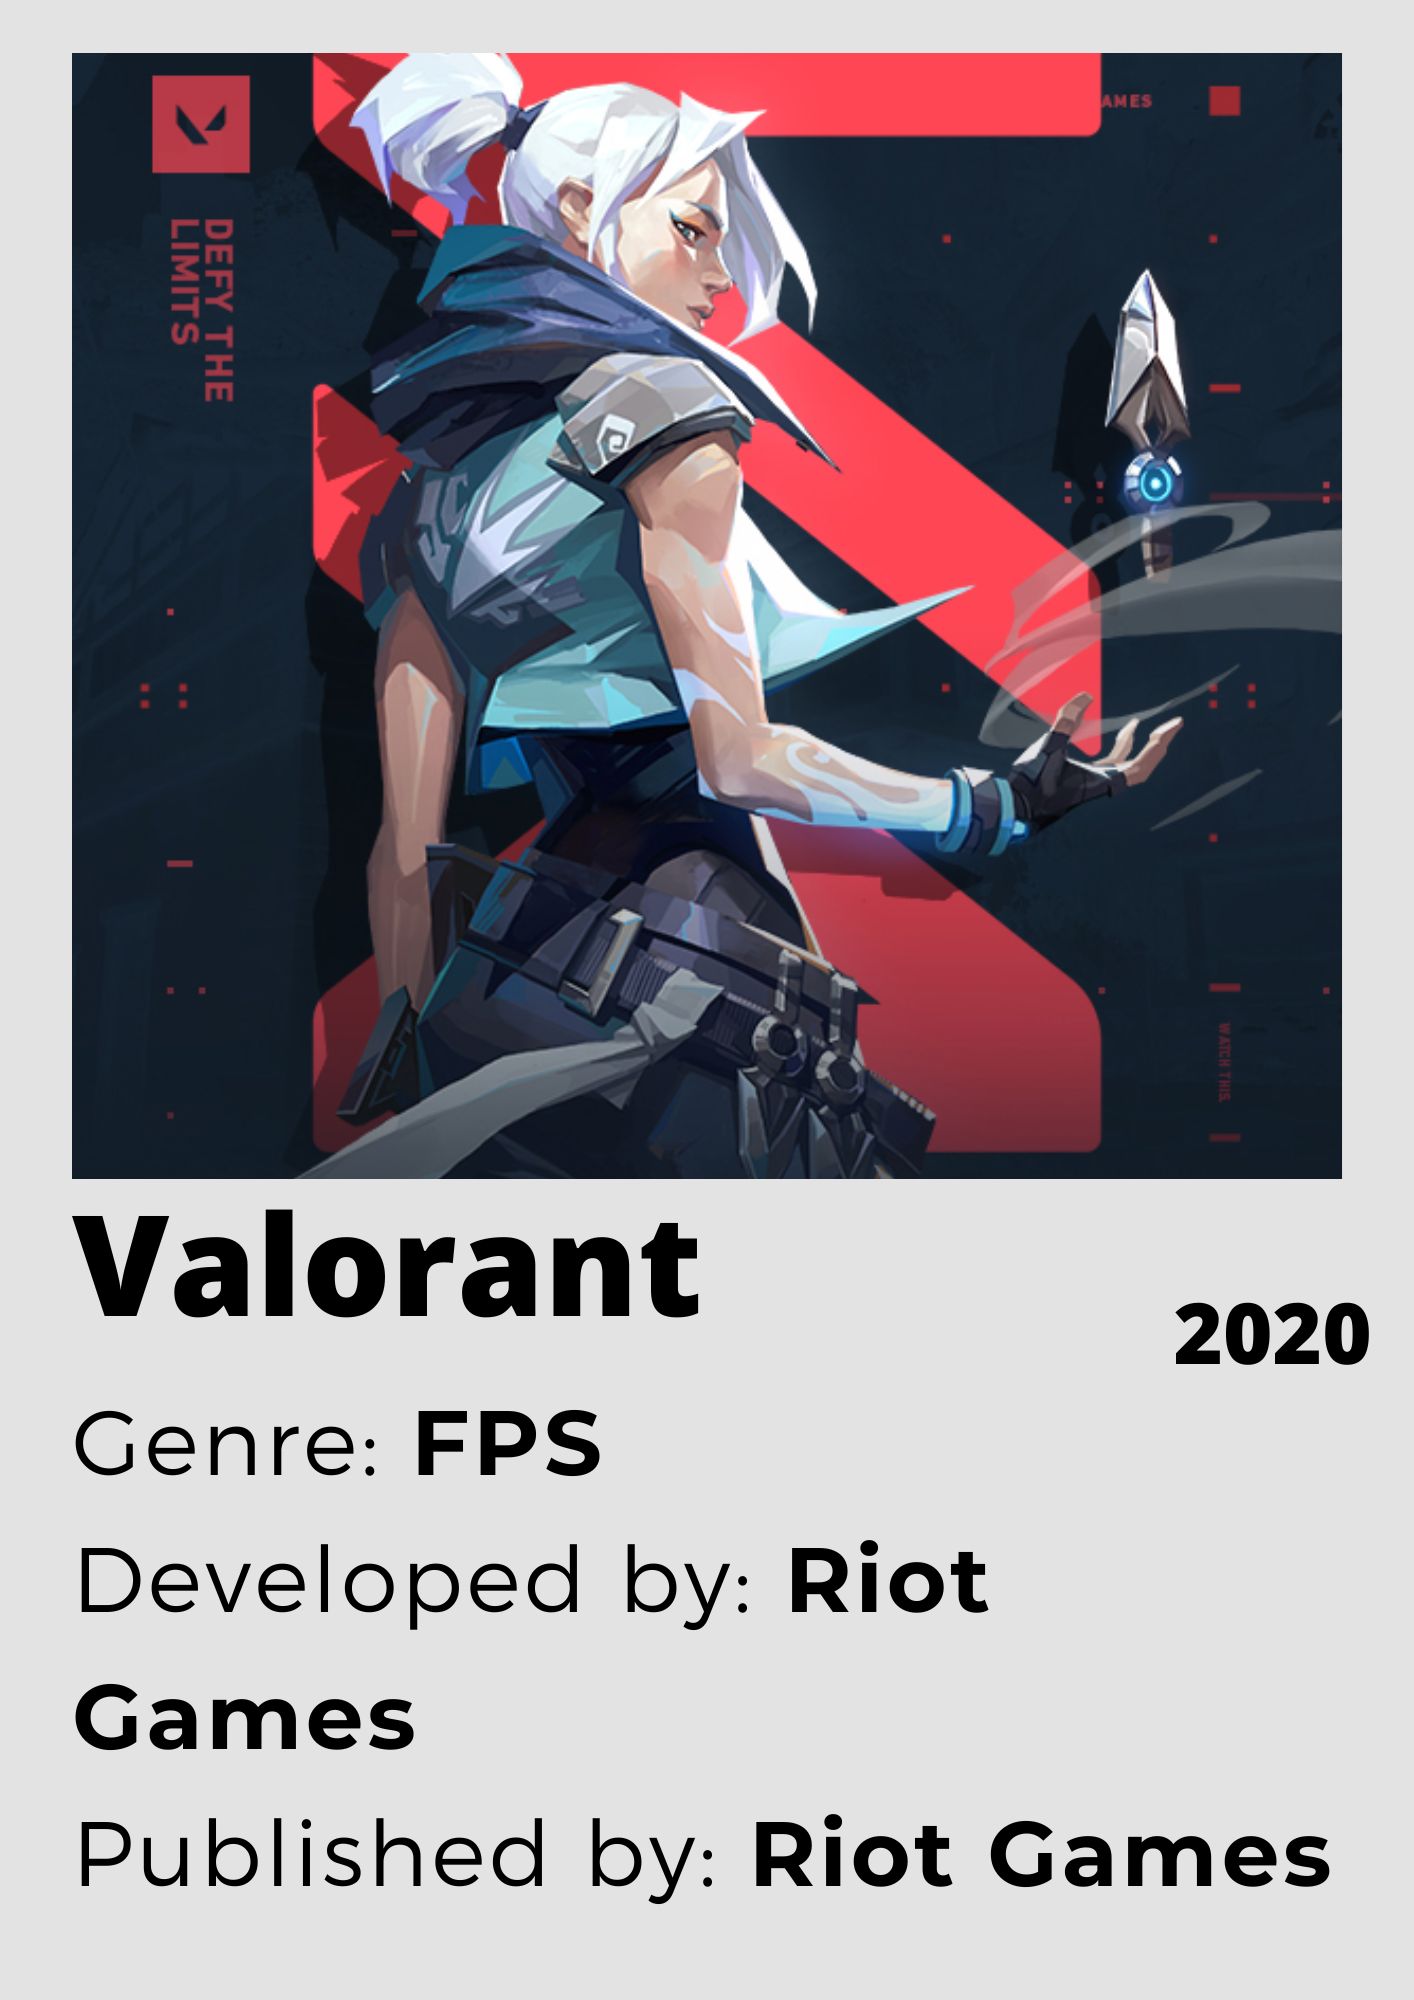 AMES
DEFY THE
LIMITS
WATCH THIS.
Valorant
2020
Genre: FPS
Developed by: Riot
Games
Published by: Riot Games